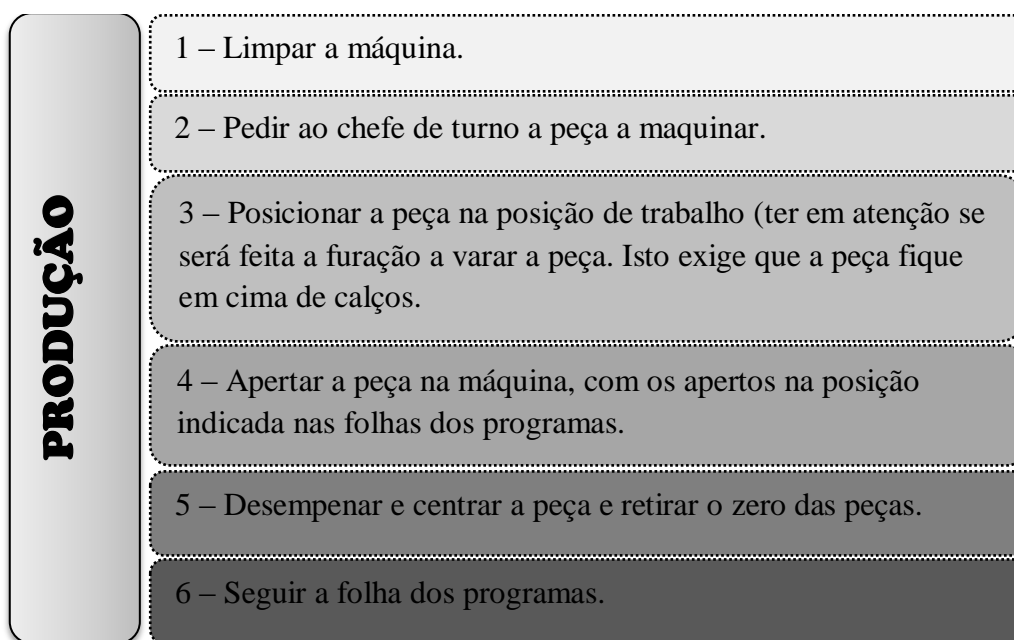 PRODUÇÃO
1 – Limpar a máquina.
2 – Pedir ao chefe de turno a peça a maquinar.
3 – Posicionar a peça na posição de trabalho (ter em atenção se
será feita a furação a varar a peça. Isto exige que a peça fique
em cima de calços.
4 – Apertar a peça na máquina, com os apertos na posição
indicada nas folhas dos programas.
5 – Desempenar e centrar a peça e retirar o zero das peças.
6 – Seguir a folha dos programas.